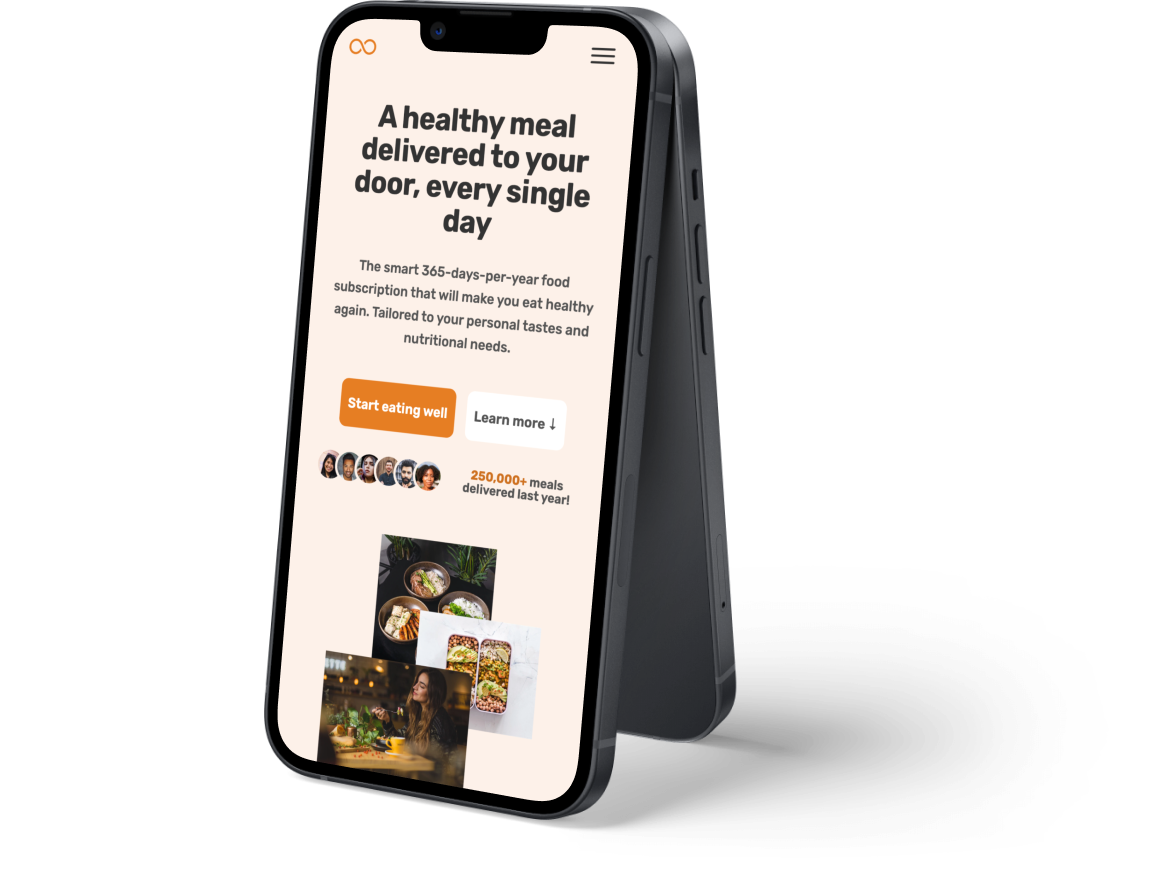 A healthy meal
delivered to your
door, every single
day
The smart 365-days-per-year food
subscription that will make you eat healthy
again. Tailored to your personal tastes and
nutritional needs.
Start eating well
Learn more ↓
250,000+ meals
delivered last year!